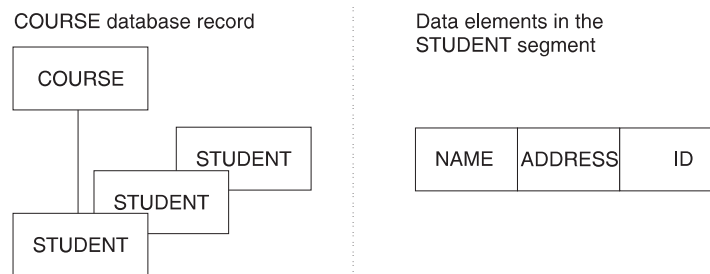 COURSE database record
COURSE
STUDENT
STUDENT
STUDENT
Data elements in the
STUDENT segment
NAME ADDRESS ID